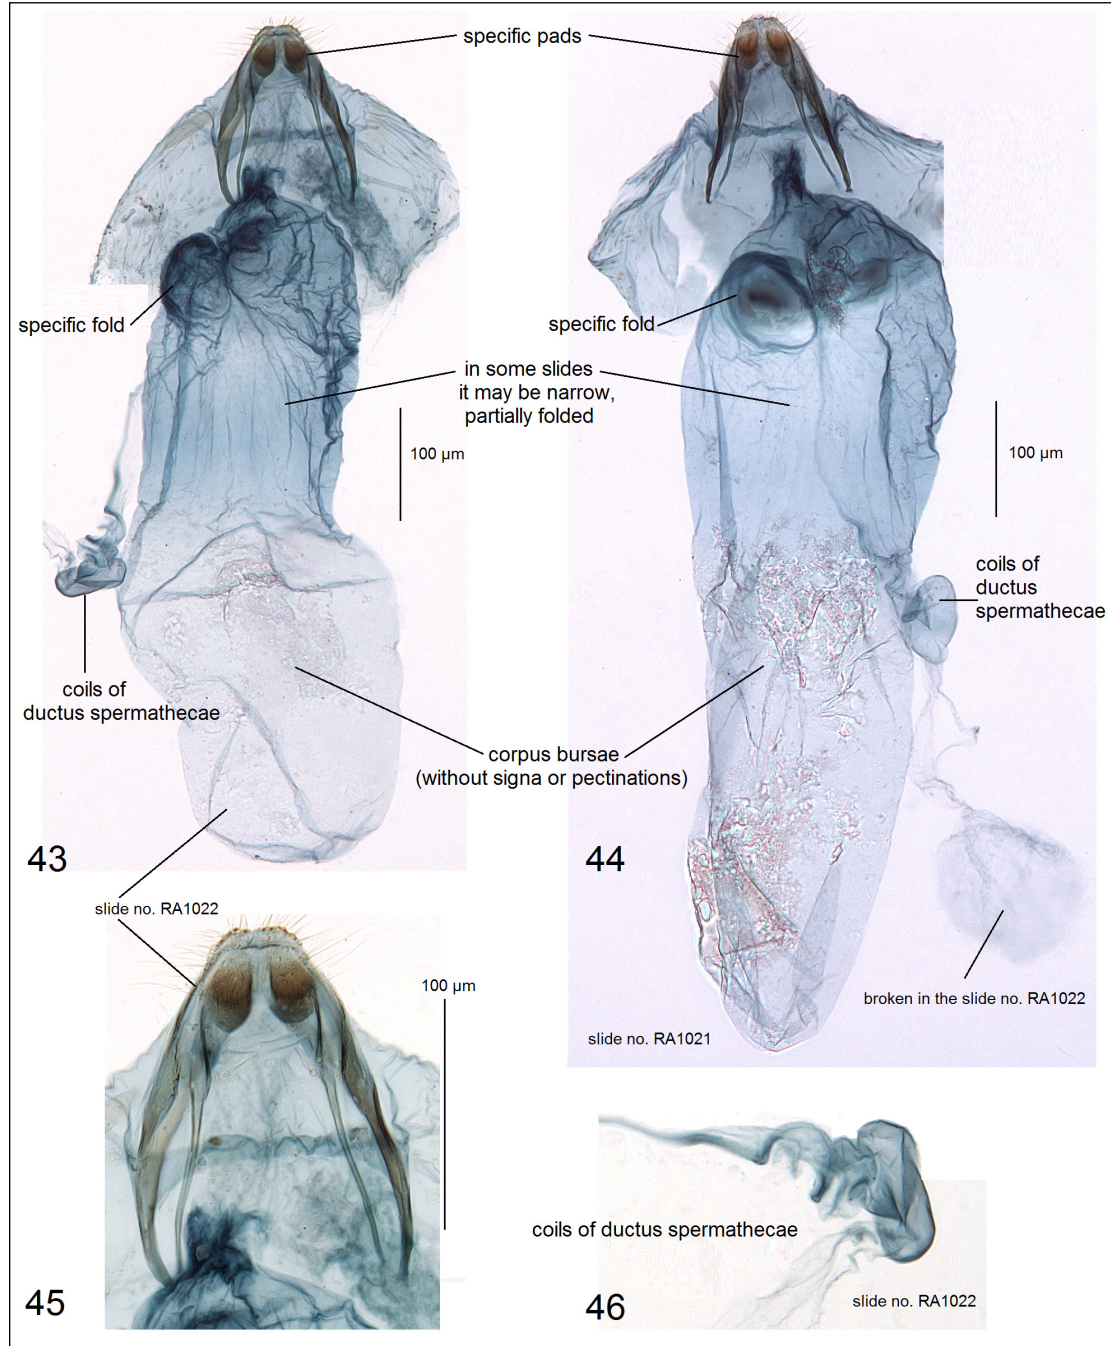 specific pads
specific fold
specific fold
in some slides
it may be narrow,
partially folded
100 µm
100 µm
coils of
ductus
spermathecae
coils of
ductus spermathecae
corpus bursae
(without signa or pectinations)
43
44
slide no. RA1022
broken in the slide no. RA1022
slide no. RA1021
100 µm
coils of ductus spermathecae
45
46
slide no. RA1022